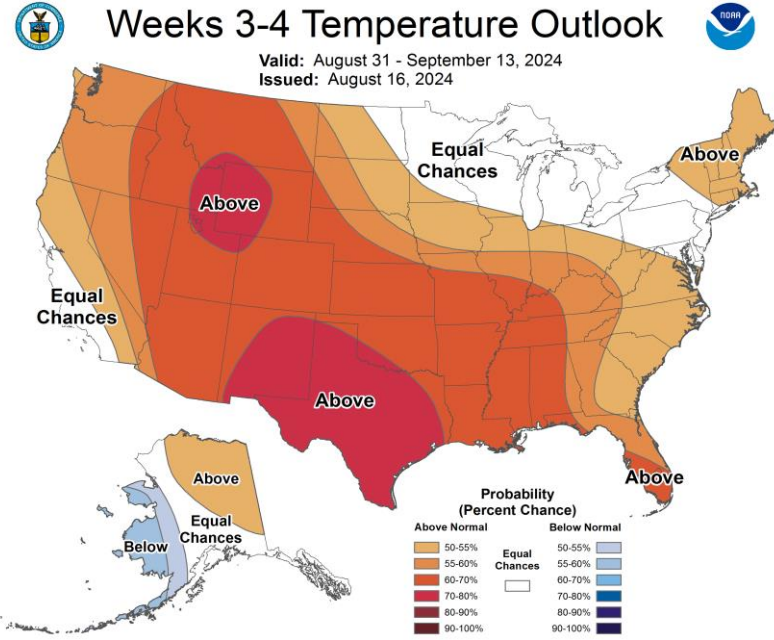 Weeks 3-4 Temperature Outlook
NOAA
Valid: August 31 - September 13, 2024
Issued: August 16, 2024
Equal
Chances
Above
Above
Equal
Chances
Above
Above
Above
Equal
Chances
Below
Probability
(Percent Chance)
Above Normal
Below Normal
50-55%
55-60%
60-70%
70-80%
80-90%
90-100%
Equal
Chances
50-55%
55-60%
60-70%
70-80%
80-90%
90-100%